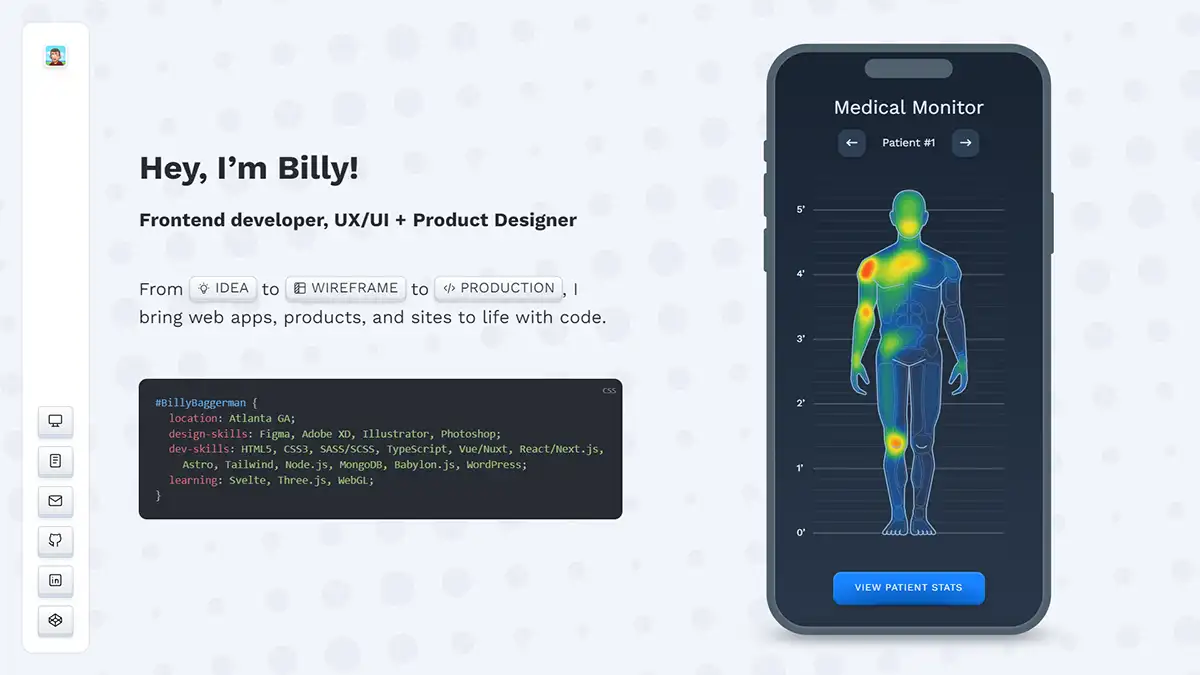 Hey, I’m Billy!
Frontend developer, UX/UI + Product Designer
From IDEA to WIREFRAME to PRODUCTION, I
bring web apps, products, and sites to life with code.
CSS
#BillyBaggerman {
location: Atlanta GA;
design-skills: Figma, Adobe XD, Illustrator, Photoshop;
dev-skills: HTML5, CSS3, SASS/SCSS, TypeScript, Vue/Nuxt, React/Next.js,
Astro, Tailwind, Node.js, MongoDB, Babylon.js, WordPress;
learning: Svelte, Three.js, WebGL;
}
Medical Monitor
← Patient #1 →
5’
4’
3’
2’
1’
0’
VIEW PATIENT STATS